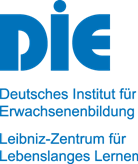 DIE
Deutsches Institut für
Erwachsenenbildung
Leibniz-Zentrum für
Lebenslanges Lernen